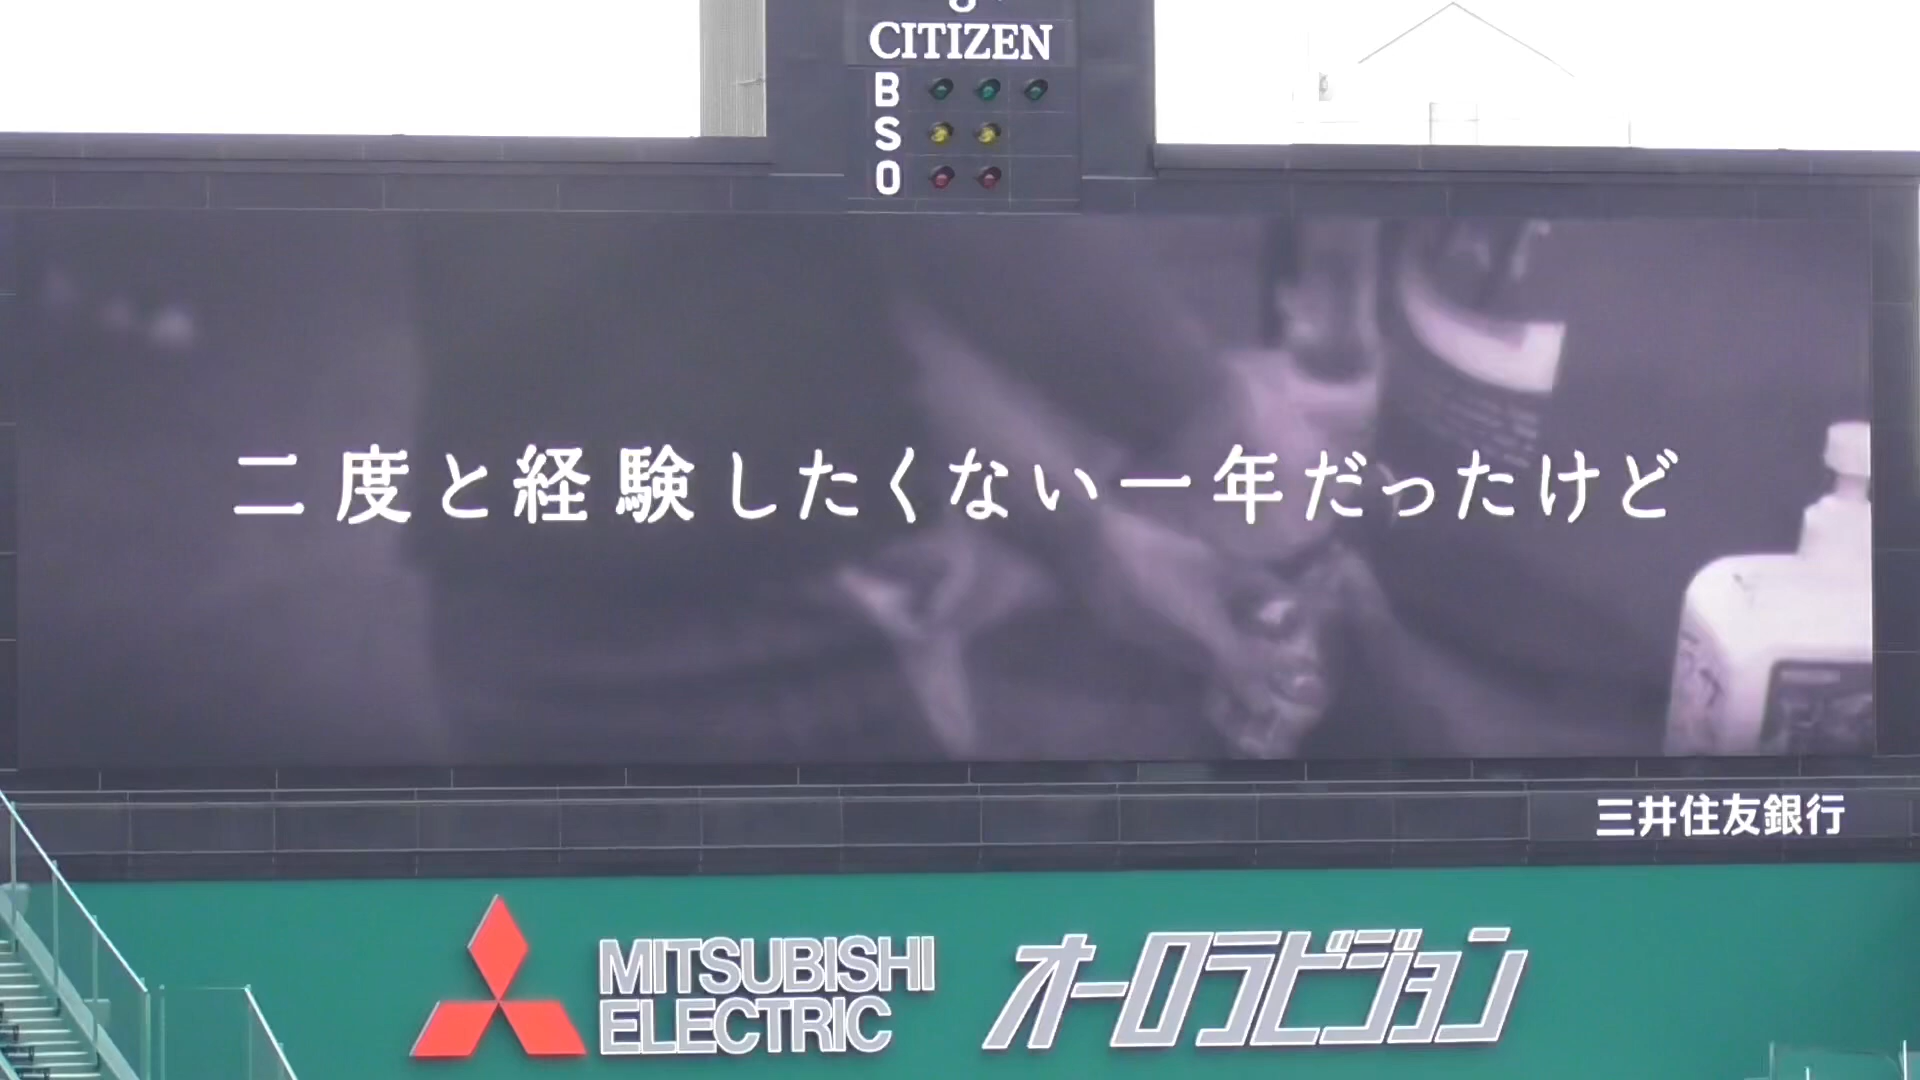 CITIZEN
B
S
O
二度と経験したくない一年だったけど
三井住友銀行
MITSUBISHI
ELECTRIC
オーロラビジョン